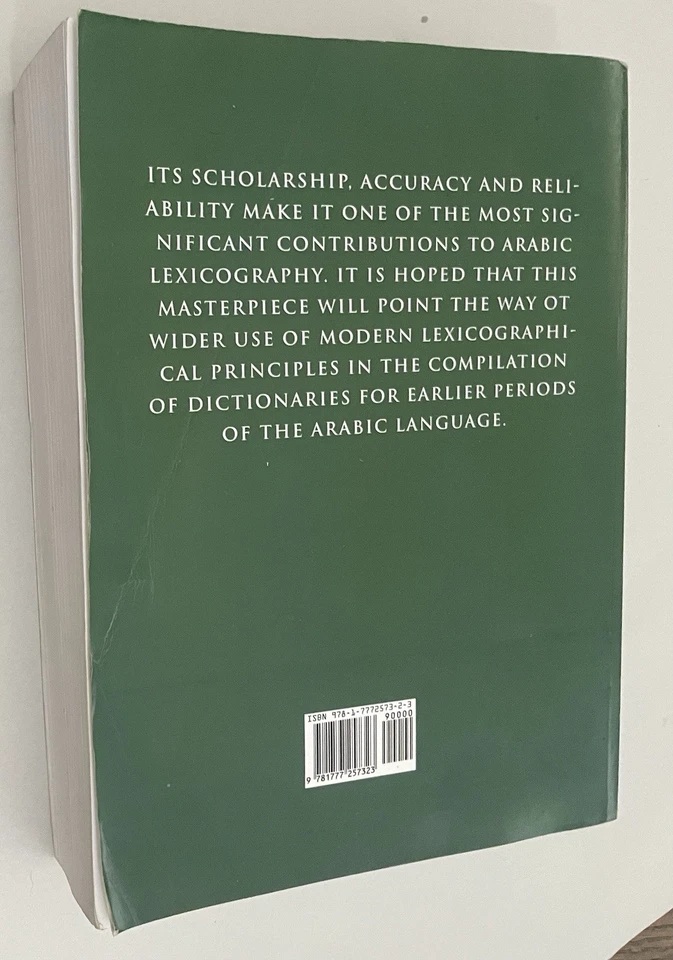 ITS SCHOLARSHIP, ACCURACY AND RELI-
ABILITY MAKE IT ONE OF THE MOST SIG-
NIFICANT CONTRIBUTIONS TO ARABIC
LEXICOGRAPHY. IT IS HOPED THAT THIS
MASTERPIECE WILL POINT THE WAY OT
WIDER USE OF MODERN LEXICOGRAPHI-
CAL PRINCIPLES IN THE COMPILATION
OF DICTIONARIES FOR EARLIER PERIODS
OF THE ARABIC LANGUAGE.
ISBN 978-1-7772573-2-3
90000
9 781777 257323